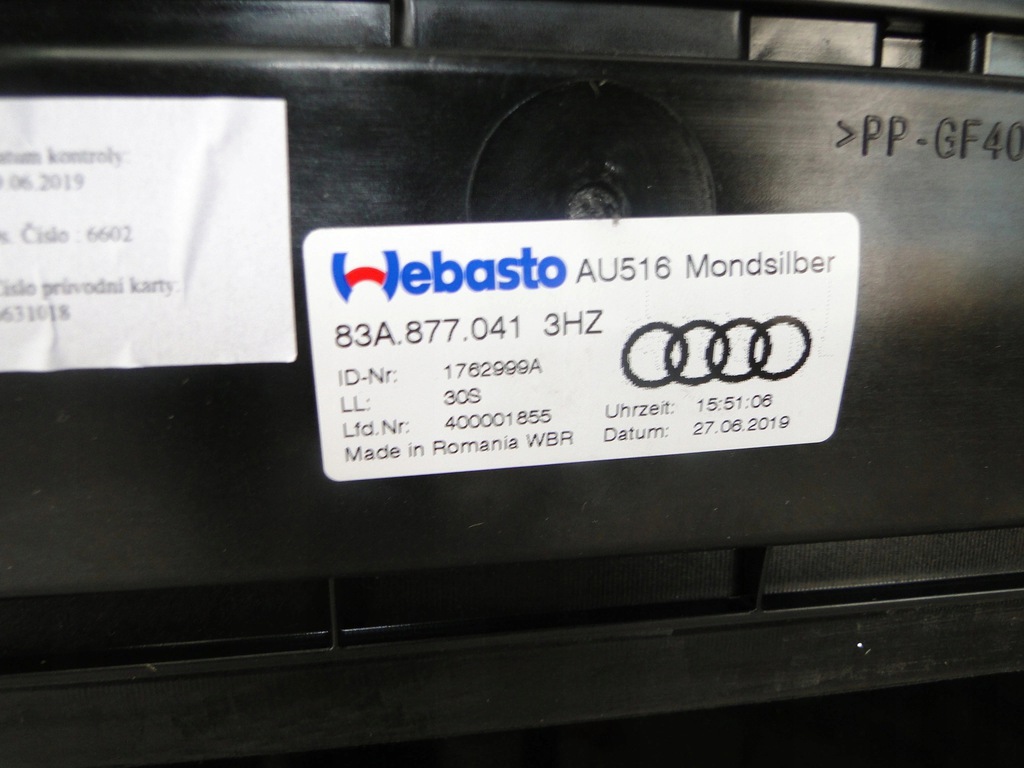 atum kontroly:
9.06.2019
s. Číslo : 6602
číslo průvodní karty:
631018
>PP-GF40
Webasto AU516 Mondsilber
83A.877.041 3HZ
ID-Nr: 1762999A
LL: 30S
Lfd.Nr: 400001855
Made in Romania WBR
Uhrzeit: 15:51:06
Datum: 27.06.2019